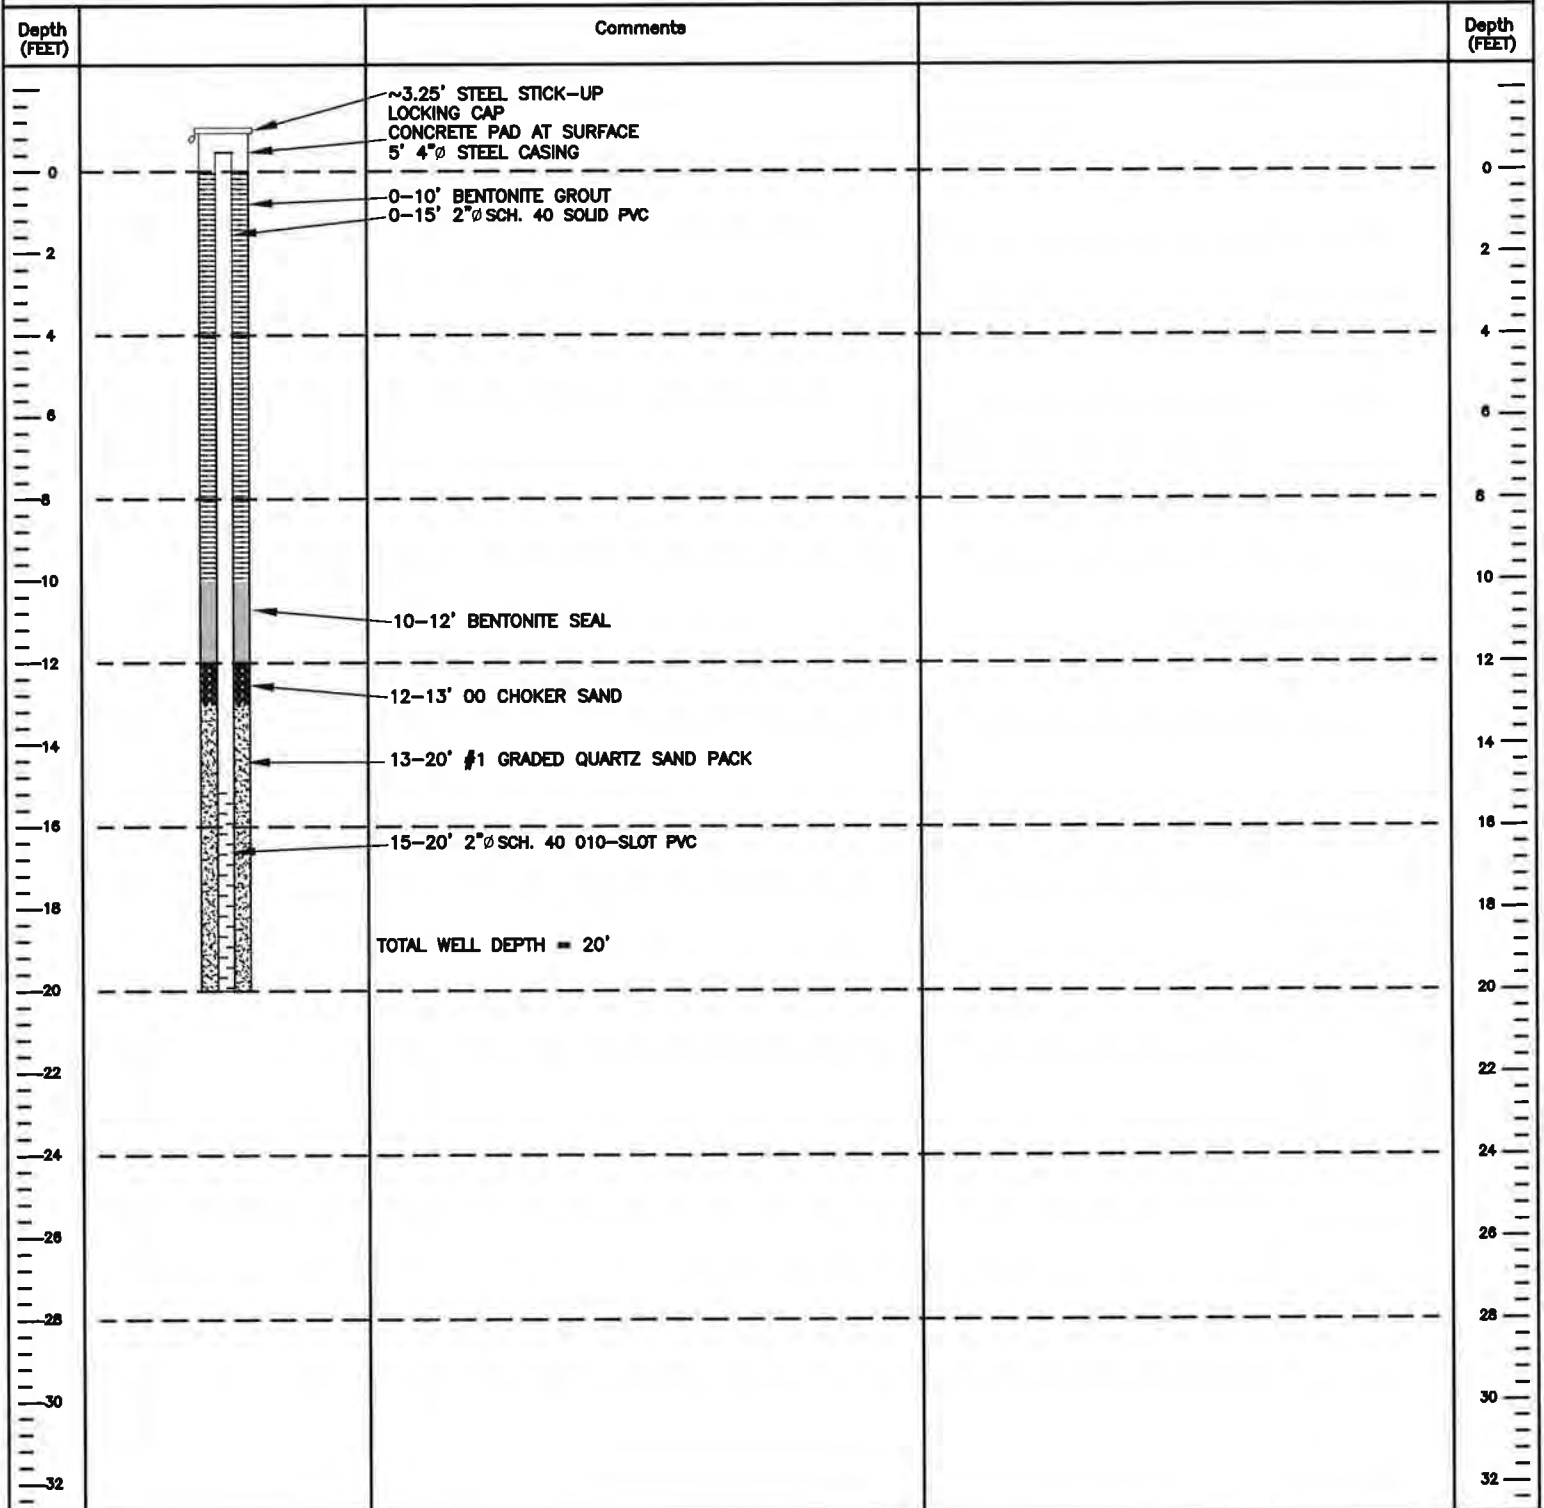 Depth
(FEET)
Comments
Depth
(FEET)
~3.25' STEEL STICK-UP
LOCKING CAP
CONCRETE PAD AT SURFACE
5' 4"Ø STEEL CASING
0-10' BENTONITE GROUT
0-15' 2"Ø SCH. 40 SOLID PVC
10-12' BENTONITE SEAL
12-13' 00 CHOKER SAND
13-20' #1 GRADED QUARTZ SAND PACK
15-20' 2"Ø SCH. 40 010-SLOT PVC
TOTAL WELL DEPTH = 20'
0
2
4
6
8
10
12
14
16
18
20
22
24
26
28
30
32
0
2
4
6
8
10
12
14
16
18
20
22
24
26
28
30
32